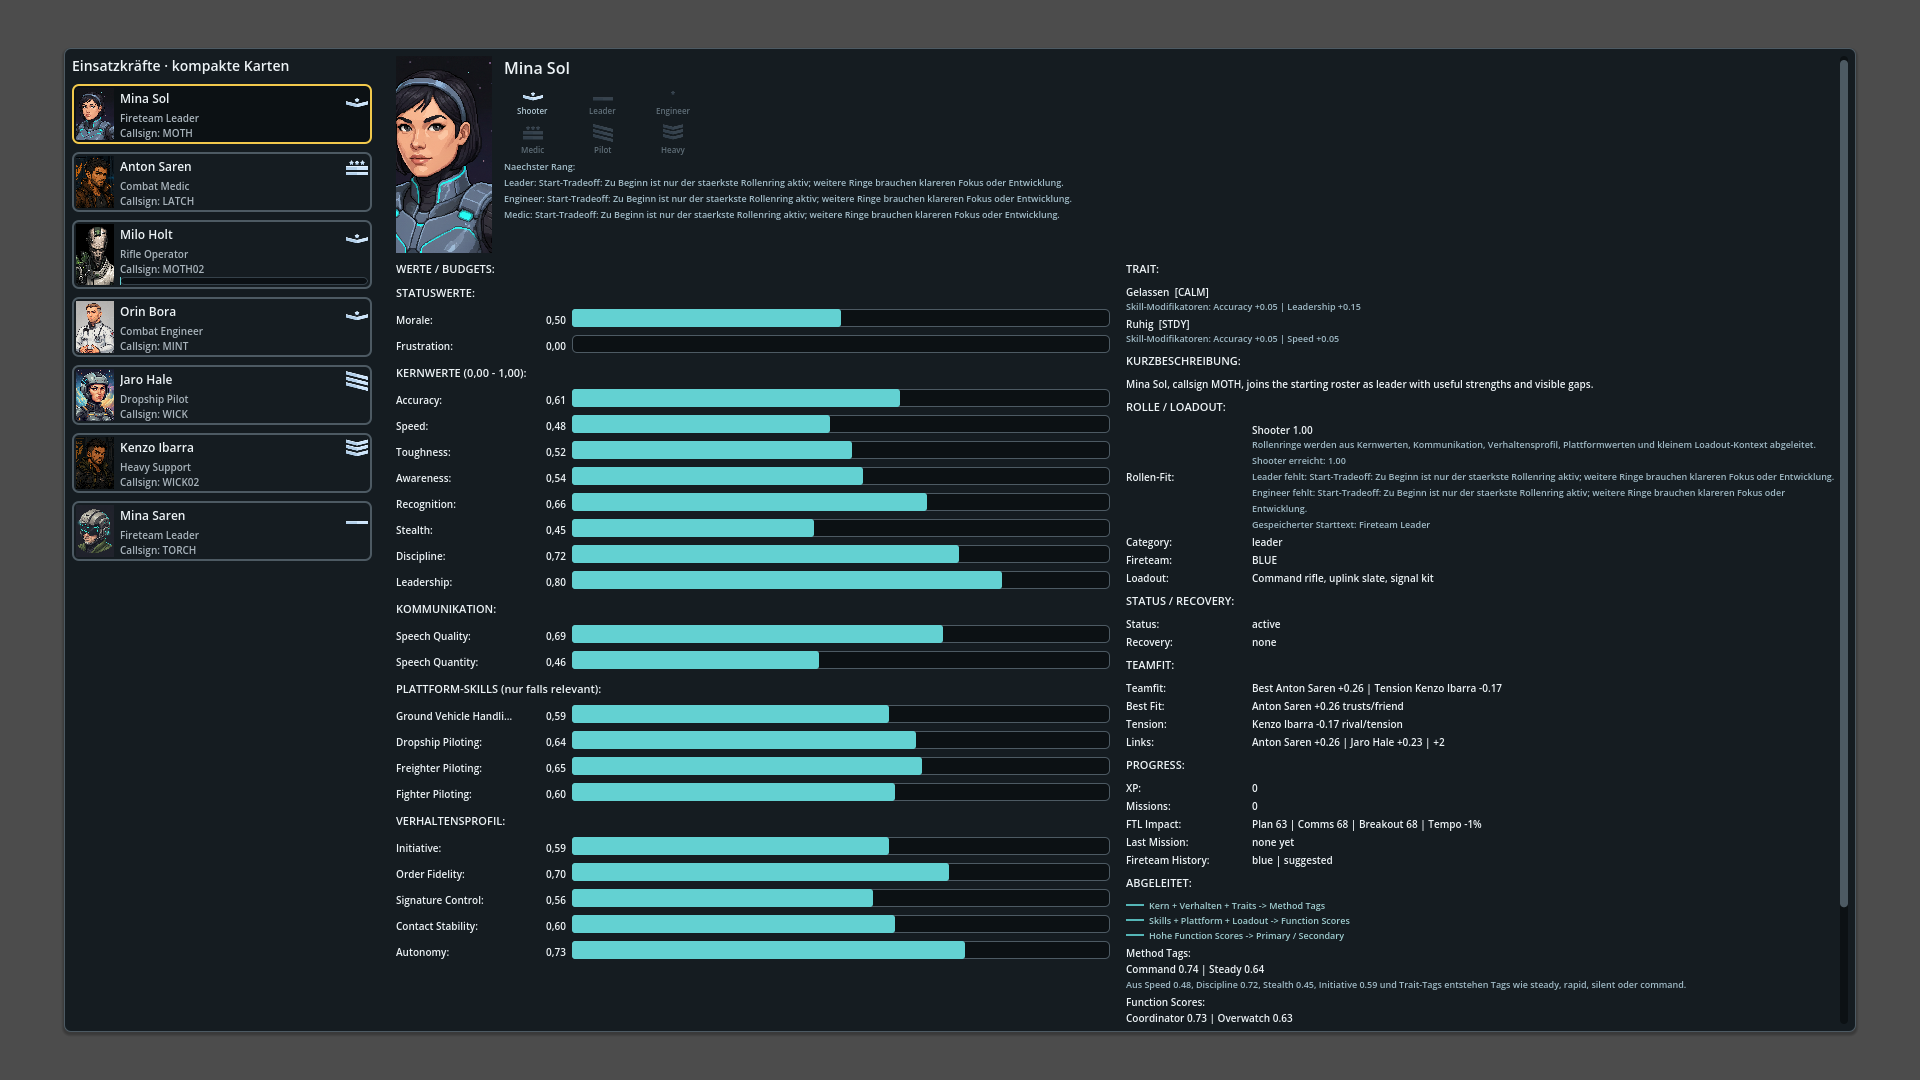 Einsatzkräfte · kompakte Karten
Mina Sol
Fireteam Leader
Callsign: MOTH
Anton Saren
Combat Medic
Callsign: LATCH
Milo Holt
Rifle Operator
Callsign: MOTH02
Orin Bora
Combat Engineer
Callsign: MINT
Jaro Hale
Dropship Pilot
Callsign: WICK
Kenzo Ibarra
Heavy Support
Callsign: WICK02
Mina Saren
Fireteam Leader
Callsign: TORCH
Mina Sol
Shooter Leader Engineer
Medic Pilot Heavy
Naechster Rang:
Leader: Start-Tradeoff: Zu Beginn ist nur der staerkste Rollenring aktiv; weitere Ringe brauchen klareren Fokus oder Entwicklung.
Engineer: Start-Tradeoff: Zu Beginn ist nur der staerkste Rollenring aktiv; weitere Ringe brauchen klareren Fokus oder Entwicklung.
Medic: Start-Tradeoff: Zu Beginn ist nur der staerkste Rollenring aktiv; weitere Ringe brauchen klareren Fokus oder Entwicklung.
WERTE / BUDGETS:
STATUSWERTE:
Morale: 0,50
Frustration: 0,00
KERNWERTE (0,00 - 1,00):
Accuracy: 0,61
Speed: 0,48
Toughness: 0,52
Awareness: 0,54
Recognition: 0,66
Stealth: 0,45
Discipline: 0,72
Leadership: 0,80
KOMMUNIKATION:
Speech Quality: 0,69
Speech Quantity: 0,46
PLATTFORM-SKILLS (nur falls relevant):
Ground Vehicle Handli... 0,59
Dropship Piloting: 0,64
Freighter Piloting: 0,65
Fighter Piloting: 0,60
VERHALTENSPROFIL:
Initiative: 0,59
Order Fidelity: 0,70
Signature Control: 0,56
Contact Stability: 0,60
Autonomy: 0,73
TRAIT:
Gelassen [CALM]
Skill-Modifikatoren: Accuracy +0.05 | Leadership +0.15
Ruhig [STDY]
Skill-Modifikatoren: Accuracy +0.05 | Speed +0.05
KURZBESCHREIBUNG:
Mina Sol, callsign MOTH, joins the starting roster as leader with useful strengths and visible gaps.
ROLLE / LOADOUT:
Rollen-Fit:
Shooter 1.00
Rollenringe werden aus Kernwerten, Kommunikation, Verhaltensprofil, Plattformwerten und kleinem Loadout-Kontext abgeleitet.
Shooter erreicht: 1.00
Leader fehlt: Start-Tradeoff: Zu Beginn ist nur der staerkste Rollenring aktiv; weitere Ringe brauchen klareren Fokus oder Entwicklung.
Engineer fehlt: Start-Tradeoff: Zu Beginn ist nur der staerkste Rollenring aktiv; weitere Ringe brauchen klareren Fokus oder
Entwicklung.
Gespeicherter Starttext: Fireteam Leader
Category: leader
Fireteam: BLUE
Loadout: Command rifle, uplink slate, signal kit
STATUS / RECOVERY:
Status: active
Recovery: none
TEAMFIT:
Teamfit: Best Anton Saren +0.26 | Tension Kenzo Ibarra -0.17
Best Fit: Anton Saren +0.26 trusts/friend
Tension: Kenzo Ibarra -0.17 rival/tension
Links: Anton Saren +0.26 | Jaro Hale +0.23 | +2
PROGRESS:
XP: 0
Missions: 0
FTL Impact: Plan 63 | Comms 68 | Breakout 68 | Tempo -1%
Last Mission: none yet
Fireteam History: blue | suggested
ABGELEITET:
Kern + Verhalten + Traits -> Method Tags
Skills + Plattform + Loadout -> Function Scores
Hohe Function Scores -> Primary / Secondary
Method Tags:
Command 0.74 | Steady 0.64
Aus Speed 0.48, Discipline 0.72, Stealth 0.45, Initiative 0.59 und Trait-Tags entstehen Tags wie steady, rapid, silent oder command.
Function Scores:
Coordinator 0.73 | Overwatch 0.63